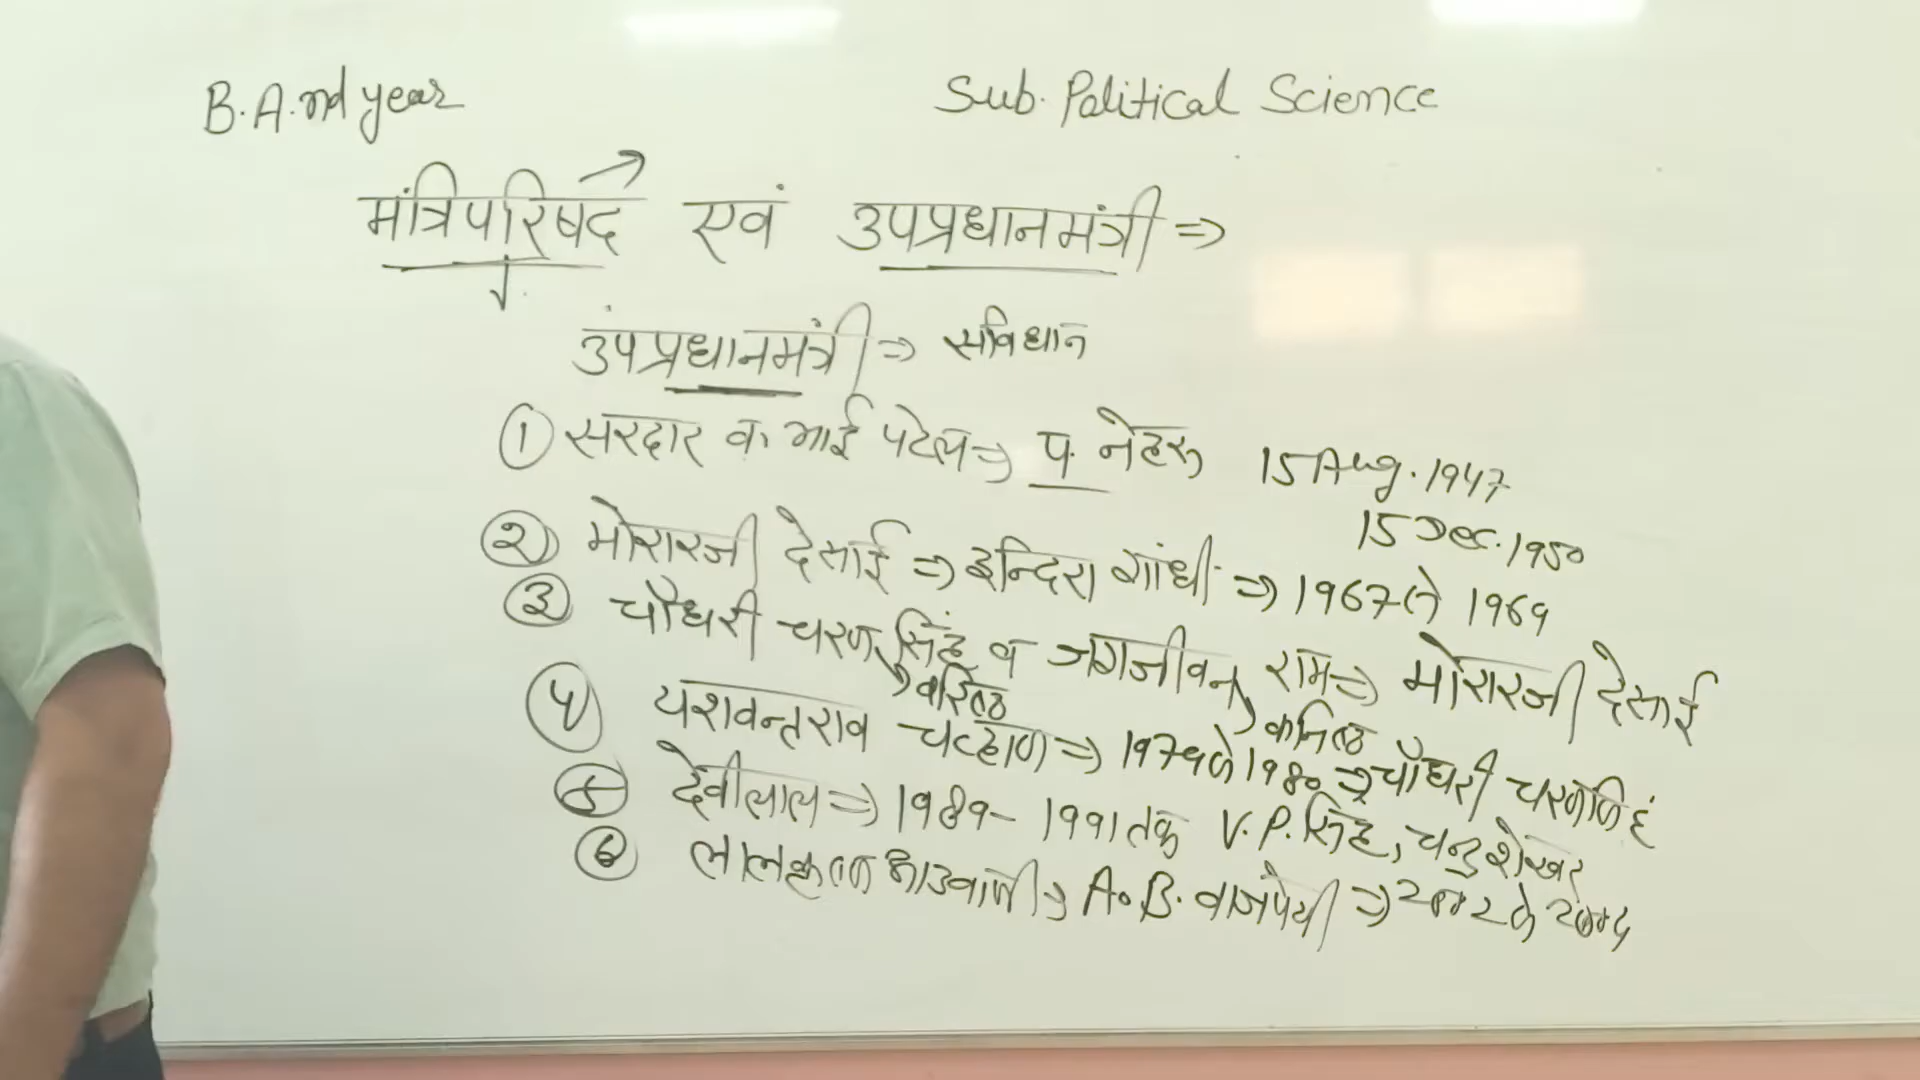 B.A. IInd year
Sub. Political Science
मंत्रिपरिषद एवं उपप्रधानमंत्री ⇒
उपप्रधानमंत्री ⇒ संविधान
① सरदार व. भाई पटेल ⇒ प. नेहरू 15 Aug. 1947
15 Dec. 1950
② मोरारजी देसाई ⇒ इन्दिरा गांधी ⇒ 1967 से 1969
③ चौधरी चरण सिंह व जगजीवन राम ⇒ मोरारजी देसाई
वरिष्ठ कनिष्ठ
④ यशवन्तराव चव्हाण ⇒ 1979 से 1980 ⇒ चौधरी चरणसिंह
⑤ देवीलाल ⇒ 1989 - 1991 तक V.P. सिंह, चन्द्रशेखर
⑥ लालकृष्ण आडवाणी ⇒ A.B. वाजपेयी ⇒ 2002 से 2004